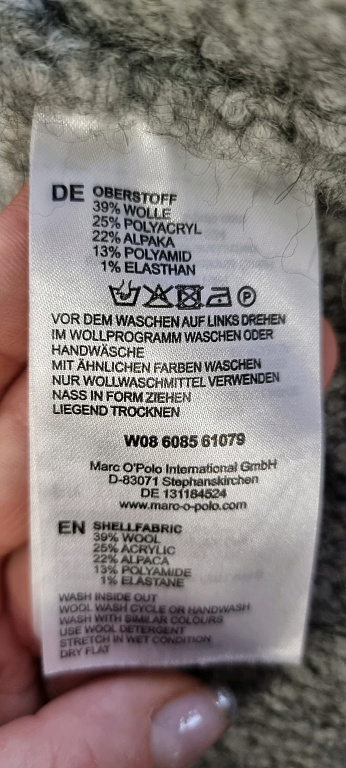 DE OBERSTOFF
39% WOLLE
25% POLYACRYL
22% ALPAKA
13% POLYAMID
1% ELASTHAN
VOR DEM WASCHEN AUF LINKS DREHEN
IM WOLLPROGRAMM WASCHEN ODER
HANDWÄSCHE
MIT ÄHNLICHEN FARBEN WASCHEN
NUR WOLLWASCHMITTEL VERWENDEN
NASS IN FORM ZIEHEN
LIEGEND TROCKNEN
W08 6085 61079
Marc O'Polo International GmbH
D-83071 Stephanskirchen
DE 131184524
www.marc-o-polo.com
EN SHELLFABRIC
39% WOOL
25% ACRYLIC
22% ALPACA
13% POLYAMIDE
1% ELASTANE
WASH INSIDE OUT
WOOL WASH CYCLE OR HANDWASH
WASH WITH SIMILAR COLOURS
USE WOOL DETERGENT
STRETCH IN WET CONDITION
DRY FLAT